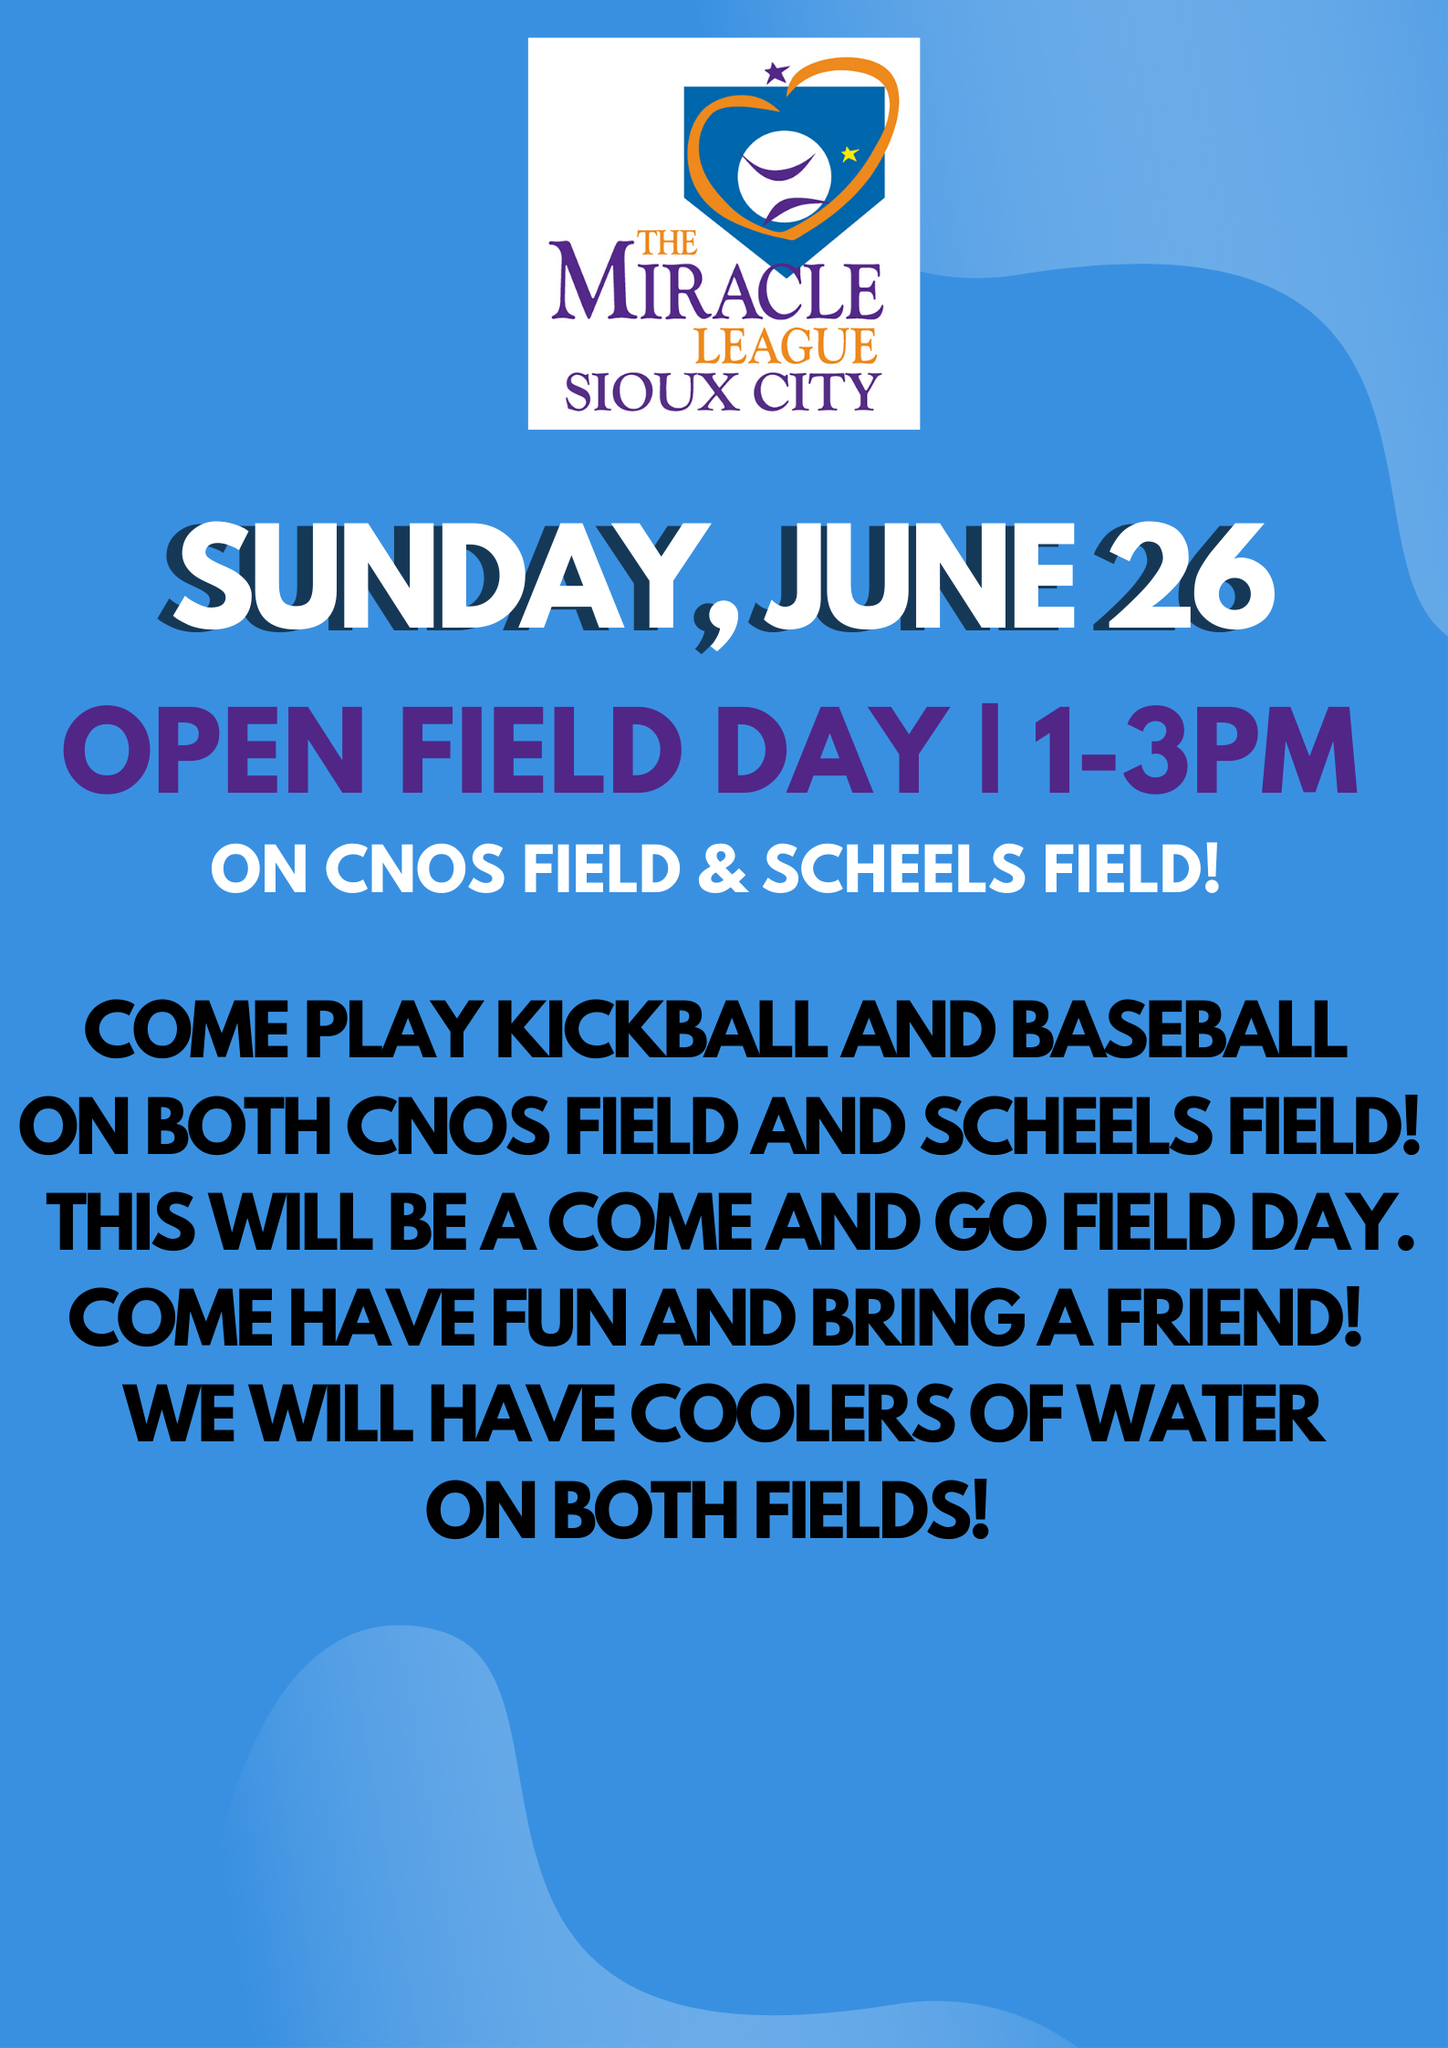 THE
MIRACLE
LEAGUE
SIOUX CITY
SUNDAY, JUNE 26
OPEN FIELD DAY | 1-3PM
ON CNOS FIELD & SCHEELS FIELD!
COME PLAY KICKBALL AND BASEBALL
ON BOTH CNOS FIELD AND SCHEELS FIELD!
THIS WILL BE A COME AND GO FIELD DAY.
COME HAVE FUN AND BRING A FRIEND!
WE WILL HAVE COOLERS OF WATER
ON BOTH FIELDS!